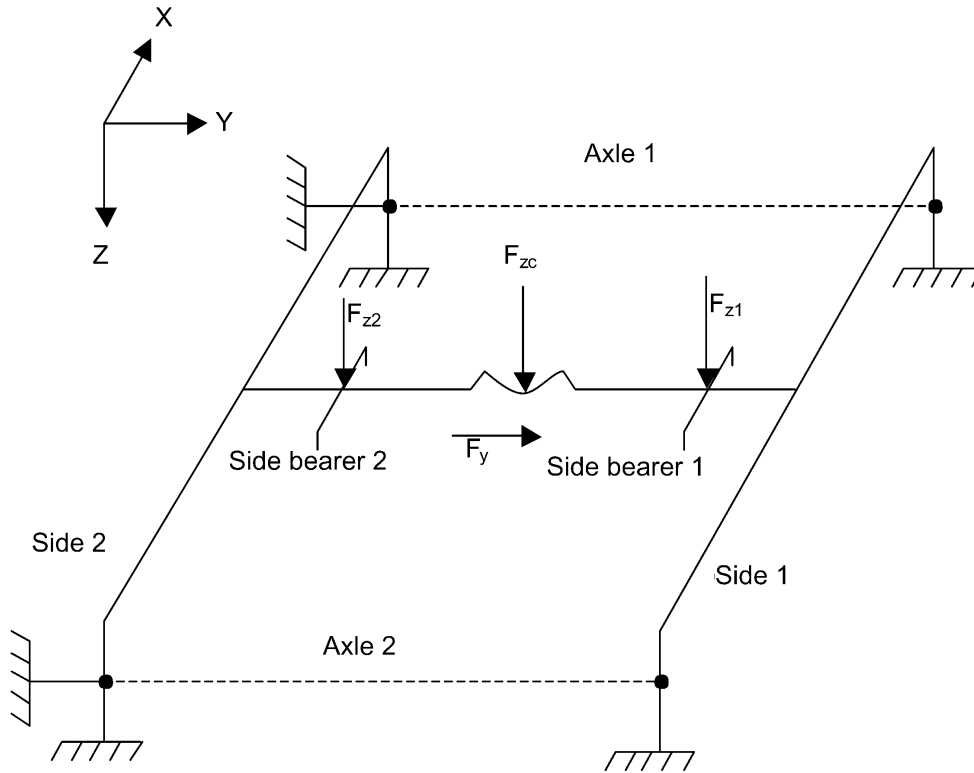 X
Y
Z
Axle 1
F_zc
F_z2
F_z1
Side bearer 2
F_y
Side bearer 1
Side 2
Side 1
Axle 2